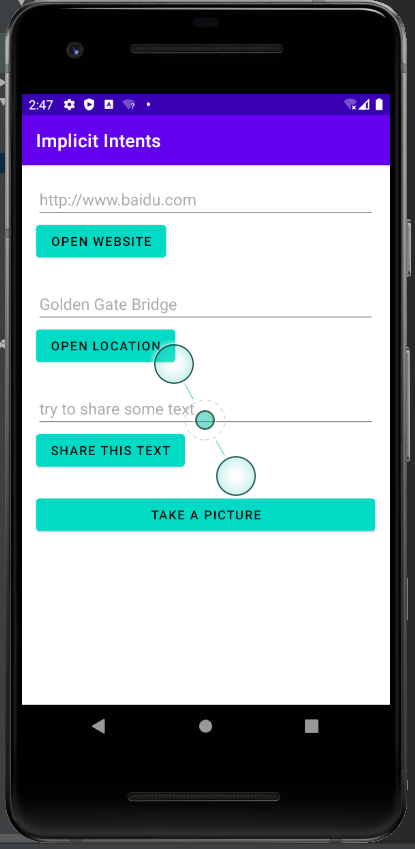 2:47
Implicit Intents
http://www.baidu.com
OPEN WEBSITE
Golden Gate Bridge
OPEN LOCATION
try to share some text
SHARE THIS TEXT
TAKE A PICTURE